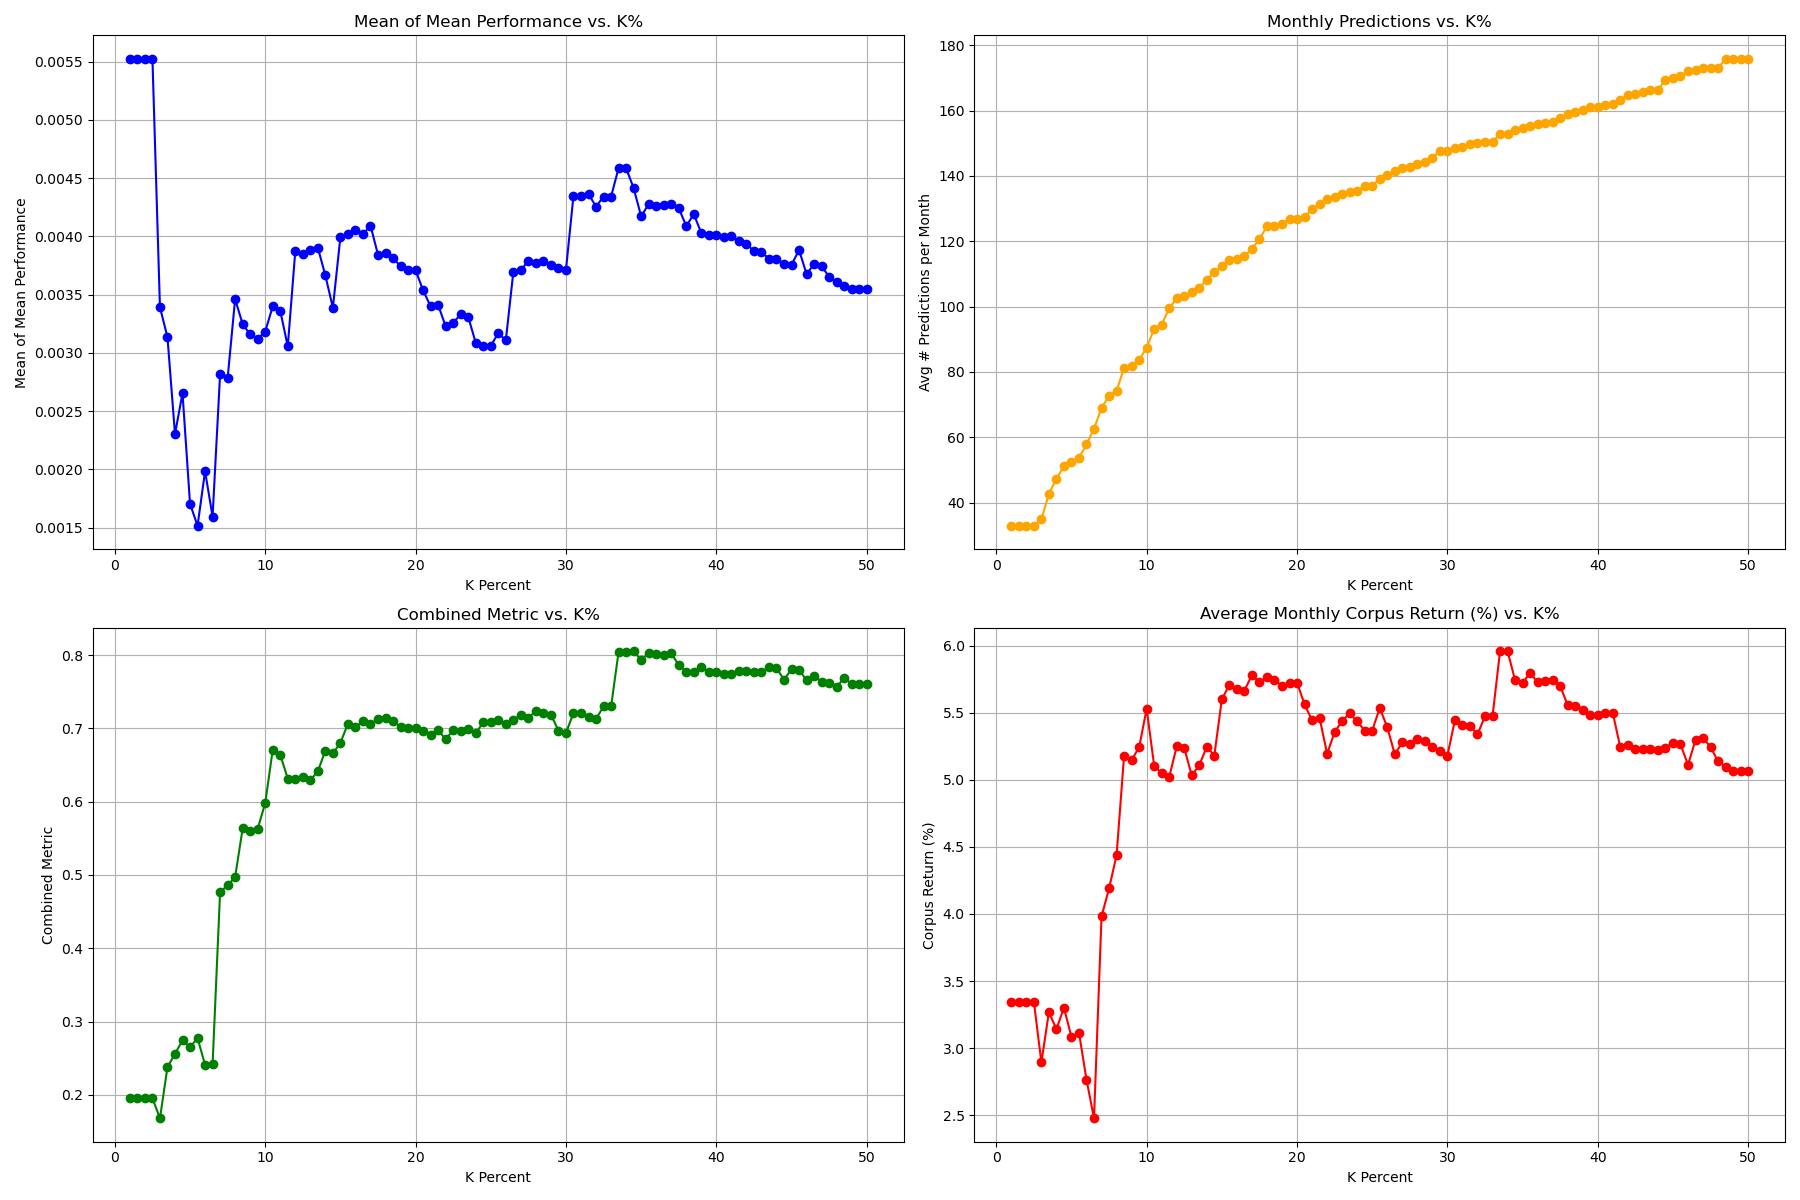 Mean of Mean Performance vs. K%
Mean of Mean Performance
0.0055
0.0050
0.0045
0.0040
0.0035
0.0030
0.0025
0.0020
0.0015
0 10 20 30 40 50
K Percent
Monthly Predictions vs. K%
Avg # Predictions per Month
180
160
140
120
100
80
60
40
0 10 20 30 40 50
K Percent
Combined Metric vs. K%
Combined Metric
0.8
0.7
0.6
0.5
0.4
0.3
0.2
0 10 20 30 40 50
K Percent
Average Monthly Corpus Return (%) vs. K%
Corpus Return (%)
6.0
5.5
5.0
4.5
4.0
3.5
3.0
2.5
0 10 20 30 40 50
K Percent